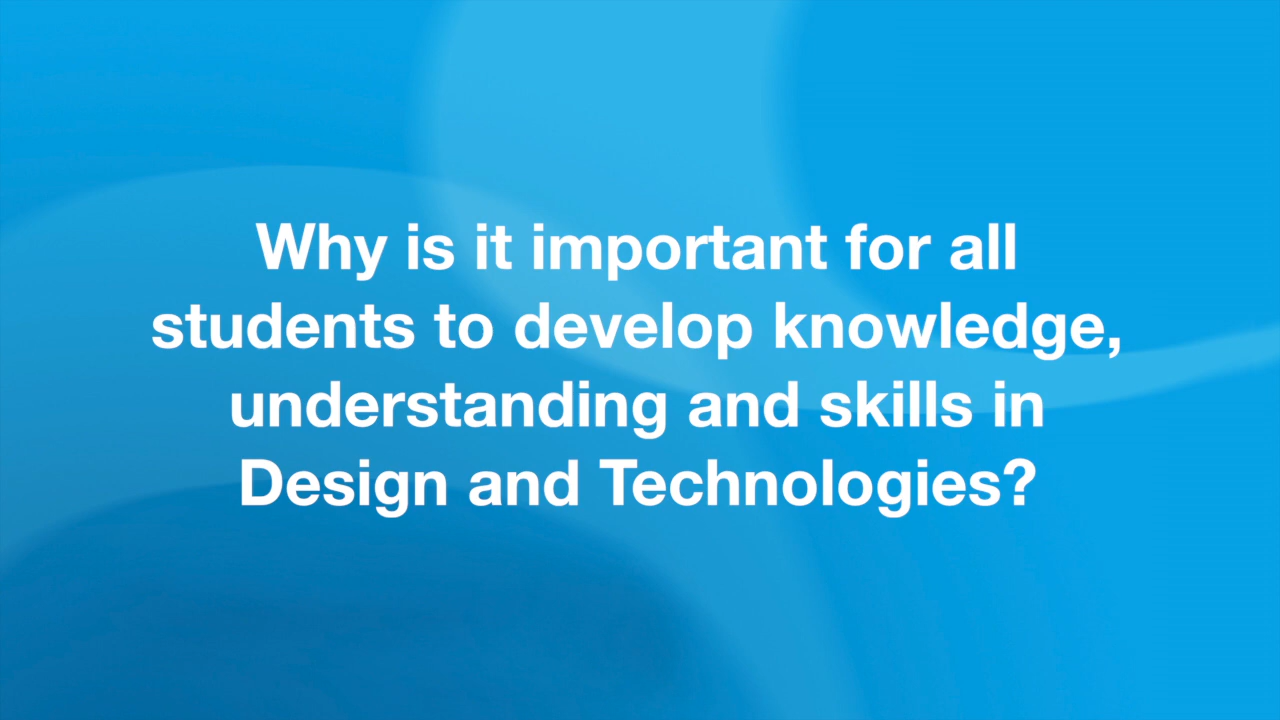 Why is it important for all
students to develop knowledge,
understanding and skills in
Design and Technologies?